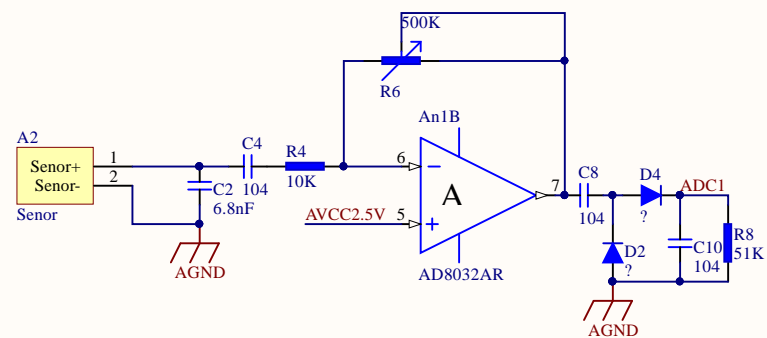 500K
R6
An1B
A2
Senor+
Senor-
Senor
1
2
C4
104
R4
10K
C2
6.8nF
6
5
7
A
AVCC2.5V
AD8032AR
AGND
C8
104
D4
?
ADC1
D2
?
C10
104
R8
51K
AGND